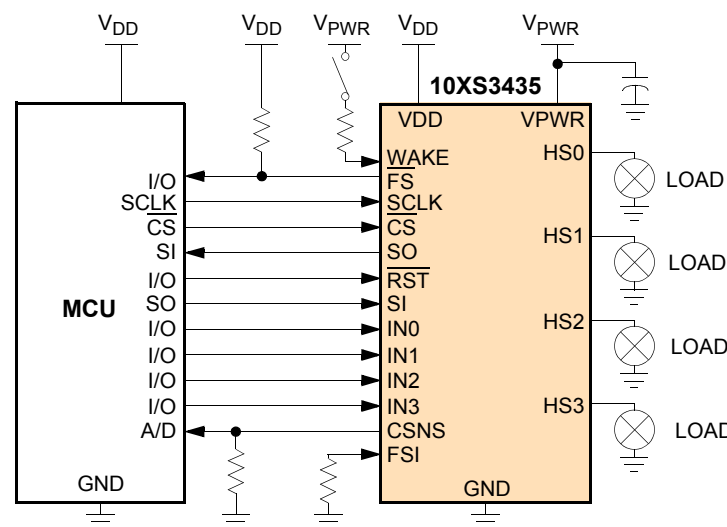 VDD VDD VPWR VDD VPWR
10XS3435
VDD VPWR
WAKE HS0
I/O FS LOAD
SCLK SCLK
CS CS
SI SO HS1
LOAD
I/O RST
MCU SO SI
I/O IN0 HS2
I/O IN1 LOAD
I/O IN2
I/O IN3 HS3
A/D CSNS LOAD
FSI
GND GND